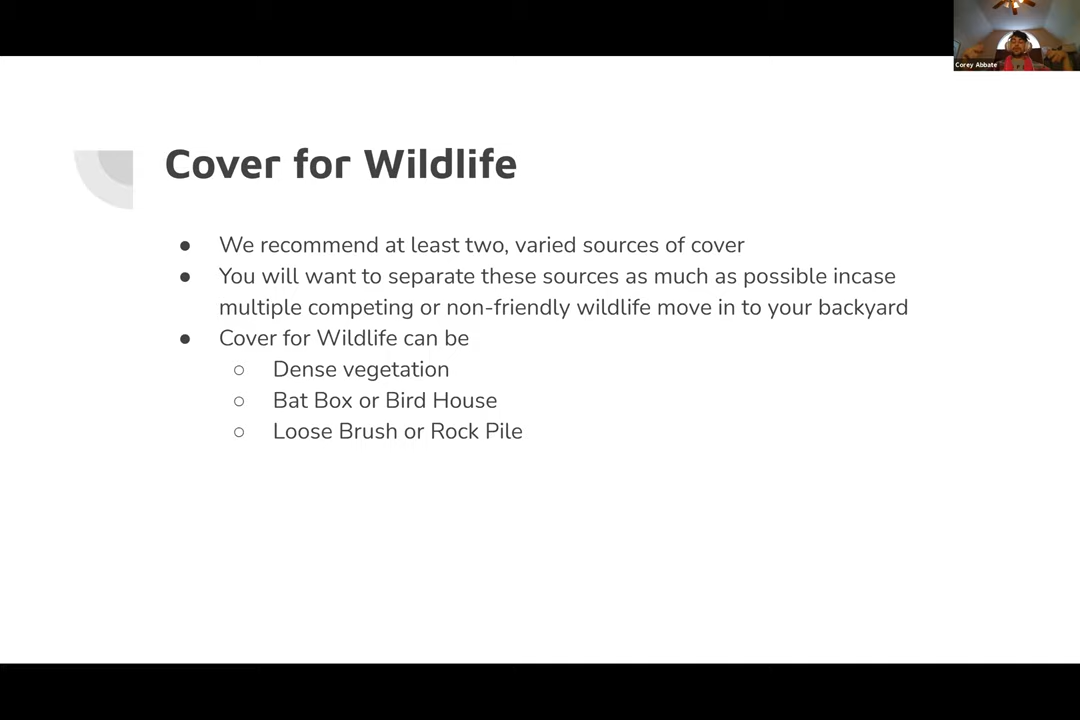 Corey Abbate
Cover for Wildlife
● We recommend at least two, varied sources of cover
● You will want to separate these sources as much as possible incase
multiple competing or non-friendly wildlife move in to your backyard
● Cover for Wildlife can be
○ Dense vegetation
○ Bat Box or Bird House
○ Loose Brush or Rock Pile